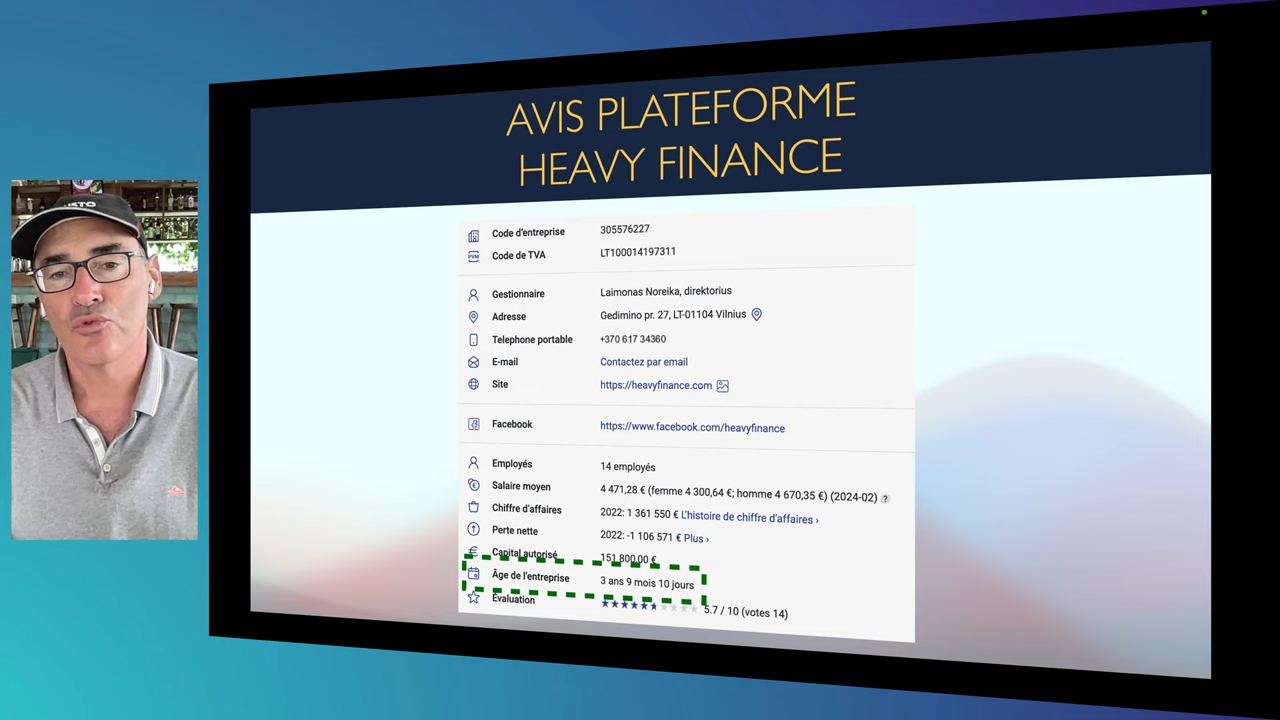 AVIS PLATEFORME
HEAVY FINANCE
Code d'entreprise 305576227
PVM Code de TVA LT100014197311
Gestionnaire Laimonas Noreika, direktorius
Adresse Gedimino pr. 27, LT-01104 Vilnius
Telephone portable +370 617 34360
E-mail Contactez par email
Site https://heavyfinance.com
Facebook https://www.facebook.com/heavyfinance
Employés 14 employés
Salaire moyen 4 471,28 € (femme 4 300,64 €; homme 4 670,35 €) (2024-02) ?
Chiffre d'affaires 2022: 1 361 550 € L'histoire de chiffre d'affaires ›
Perte nette 2022: -1 106 571 € Plus ›
Capital autorisé 151 800,00 €
Âge de l'entreprise 3 ans 9 mois 10 jours
Évaluation 5.7 / 10 (votes 14)